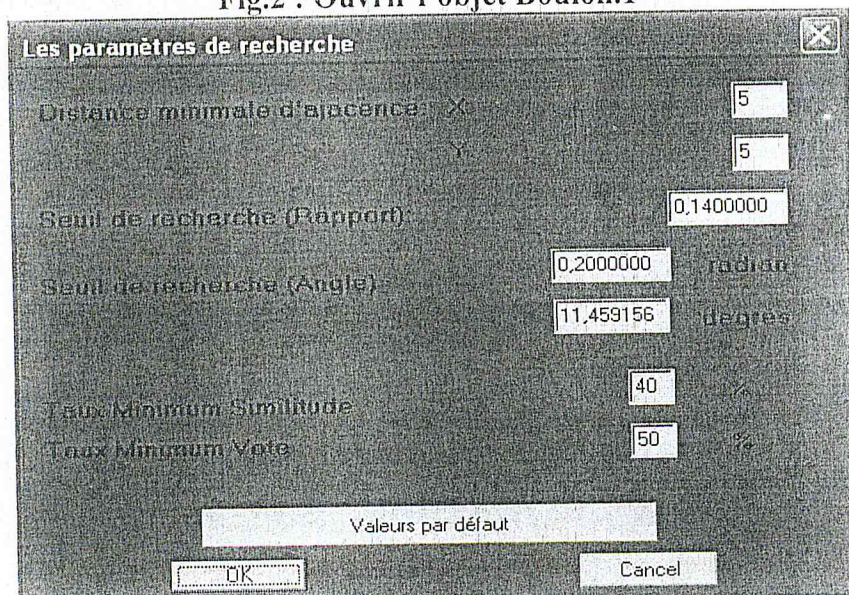 Fig.2 : Ouvrir l'objet Boulon.1
Les paramètres de recherche
Distance minimale d'ajacence: X 5
Y 5
Seuil de recherche (Rapport): 0,1400000
Seuil de recherche (Angle) 0,2000000 radian
11,459156 degres
Taux Minimum Similitude 40 %
Taux Minimum Vote 50 %
Valeurs par défaut
OK Cancel